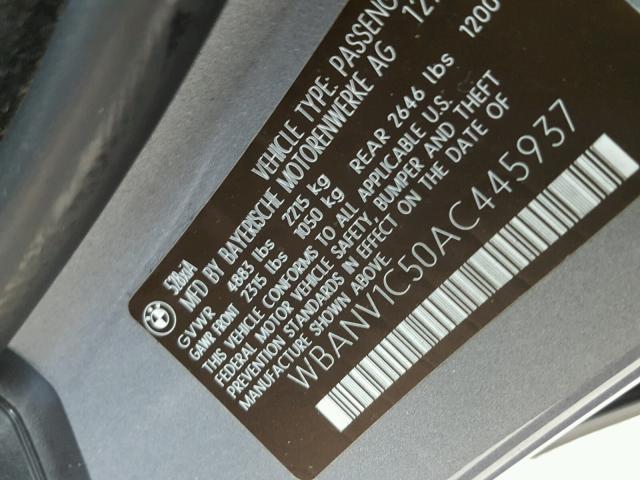 BMW
528ixA4
MFD BY BAYERISCHE MOTORENWERKE AG 12
VEHICLE TYPE: PASSENG
GVWR 4883 lbs 2215 kg
GAWR FRONT 2315 lbs 1050 kg REAR 2646 lbs 1200
THIS VEHICLE CONFORMS TO ALL APPLICABLE U.S.
FEDERAL MOTOR VEHICLE SAFETY, BUMPER AND THEFT
PREVENTION STANDARDS IN EFFECT ON THE DATE OF
MANUFACTURE SHOWN ABOVE
WBANV1C50AC445937